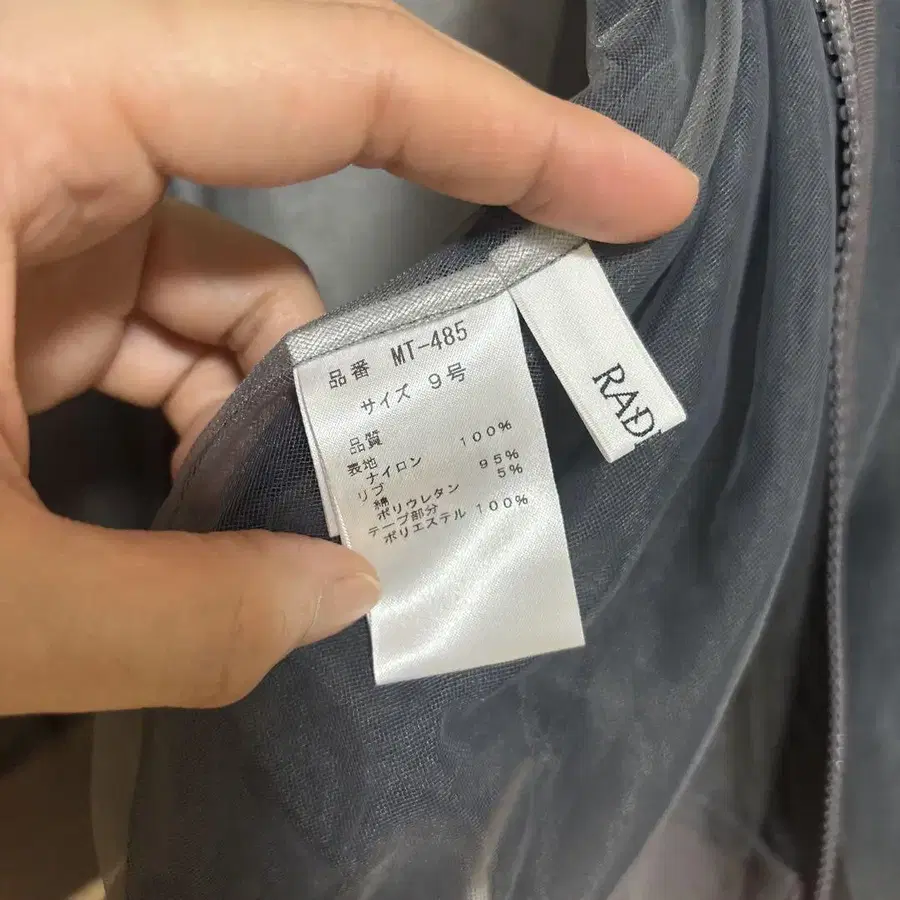 品番 MT-485
サイズ 9号
品質
表地 100%
ナイロン
リブ 95%
綿 5%
ポリウレタン
テープ部分
ポリエステル 100%
RAD